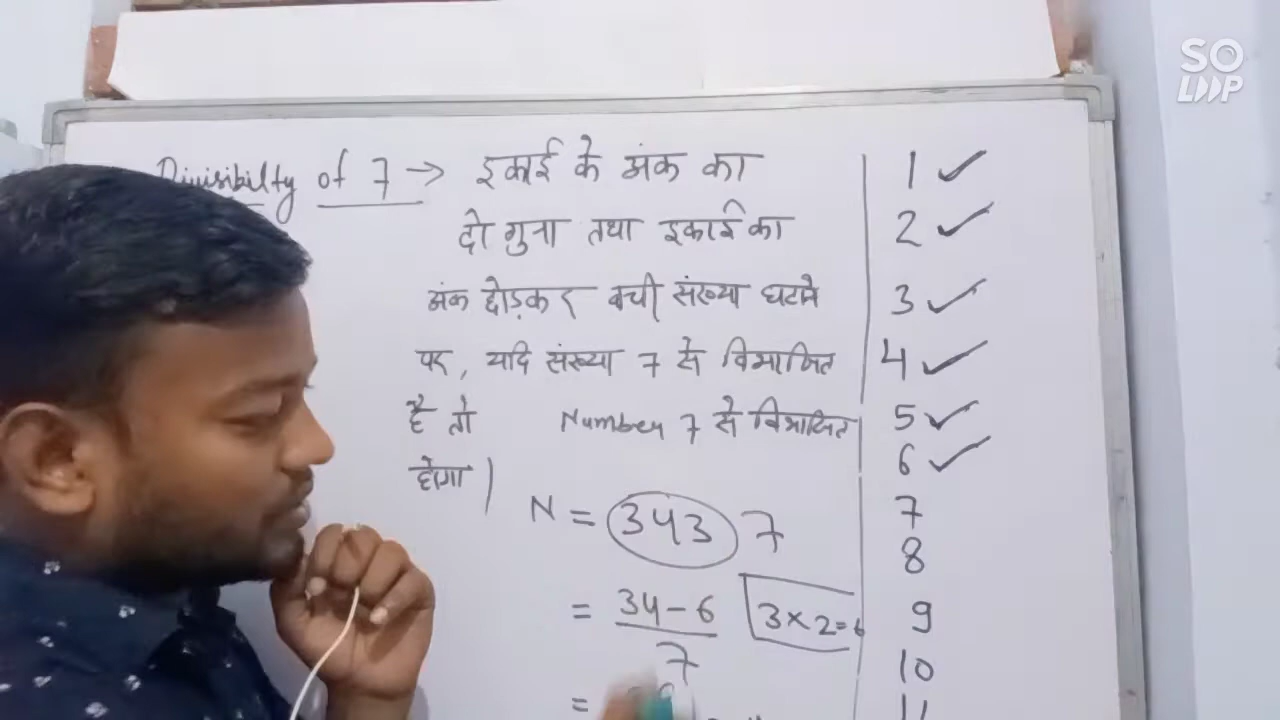 Divisibilty of 7 → इकाई के अंक का
दो गुना तथा इकाई का
अंक छोड़कर बची संख्या घटाने
पर, यदि संख्या 7 से विभाजित
है तो Number 7 से विभाजित
होगा |
N = 343 7
= 34-6 3×2=6
7
=
1 ✓
2 ✓
3 ✓
4 ✓
5 ✓
6 ✓
7
8
9
10
11
SO
LOOP